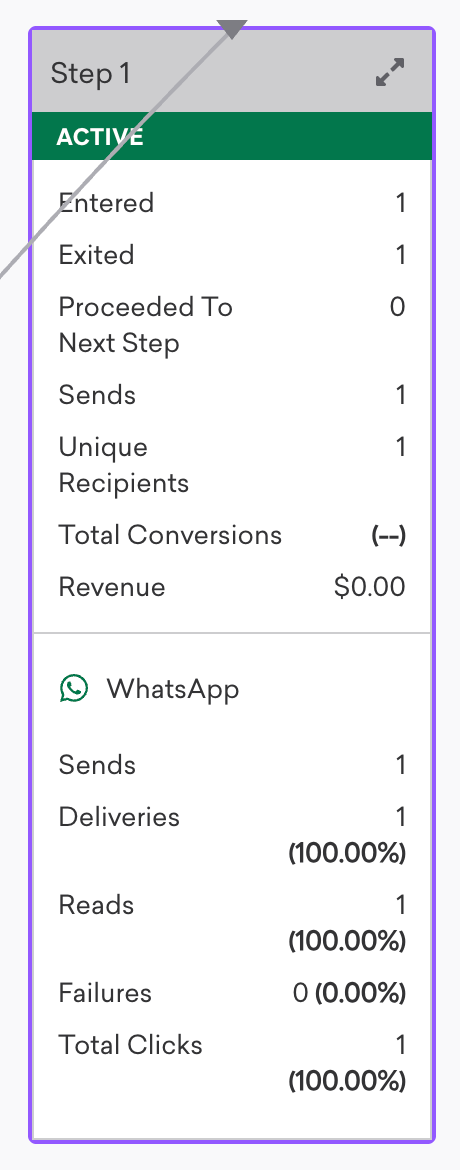 Step 1
ACTIVE
Entered 1
Exited 1
Proceeded To 0
Next Step
Sends 1
Unique 1
Recipients
Total Conversions (--)
Revenue $0.00
WhatsApp
Sends 1
Deliveries 1
(100.00%)
Reads 1
(100.00%)
Failures 0 (0.00%)
Total Clicks 1
(100.00%)